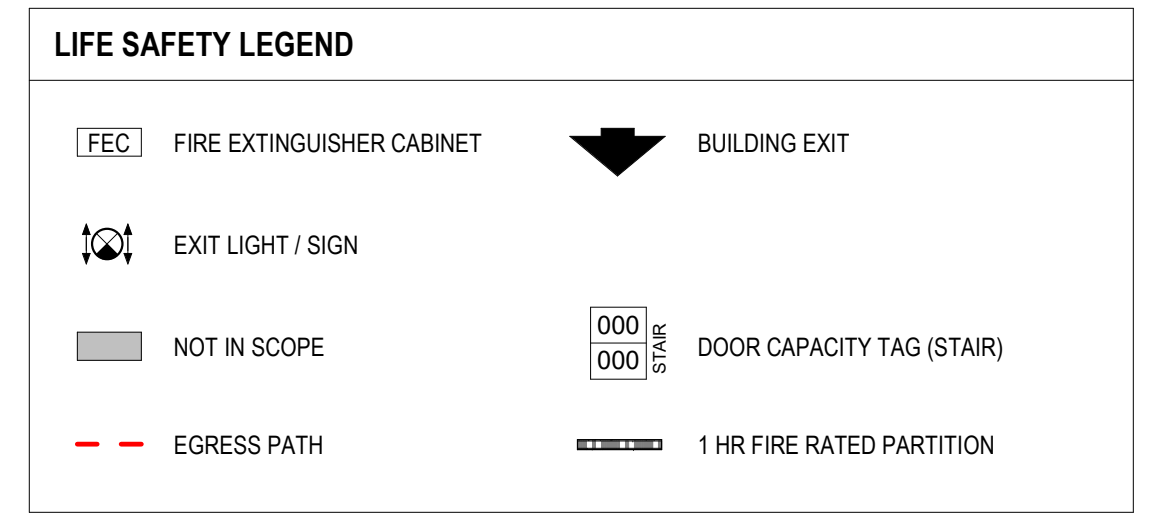 LIFE SAFETY LEGEND
FEC FIRE EXTINGUISHER CABINET
BUILDING EXIT
EXIT LIGHT / SIGN
NOT IN SCOPE
000
000
STAIR
DOOR CAPACITY TAG (STAIR)
EGRESS PATH
1 HR FIRE RATED PARTITION